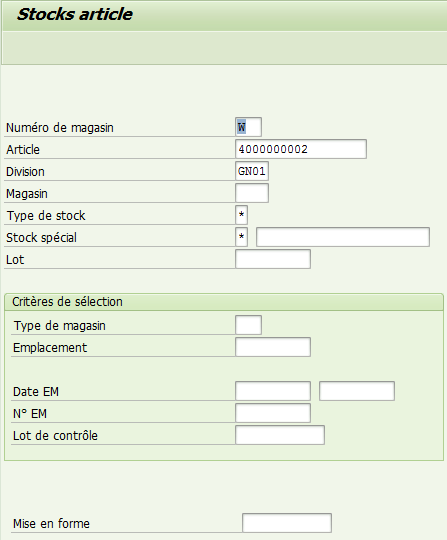 Stocks article
Numéro de magasin W
Article 4000000002
Division GN01
Magasin
Type de stock *
Stock spécial *
Lot
Critères de sélection
Type de magasin
Emplacement
Date EM
N° EM
Lot de contrôle
Mise en forme